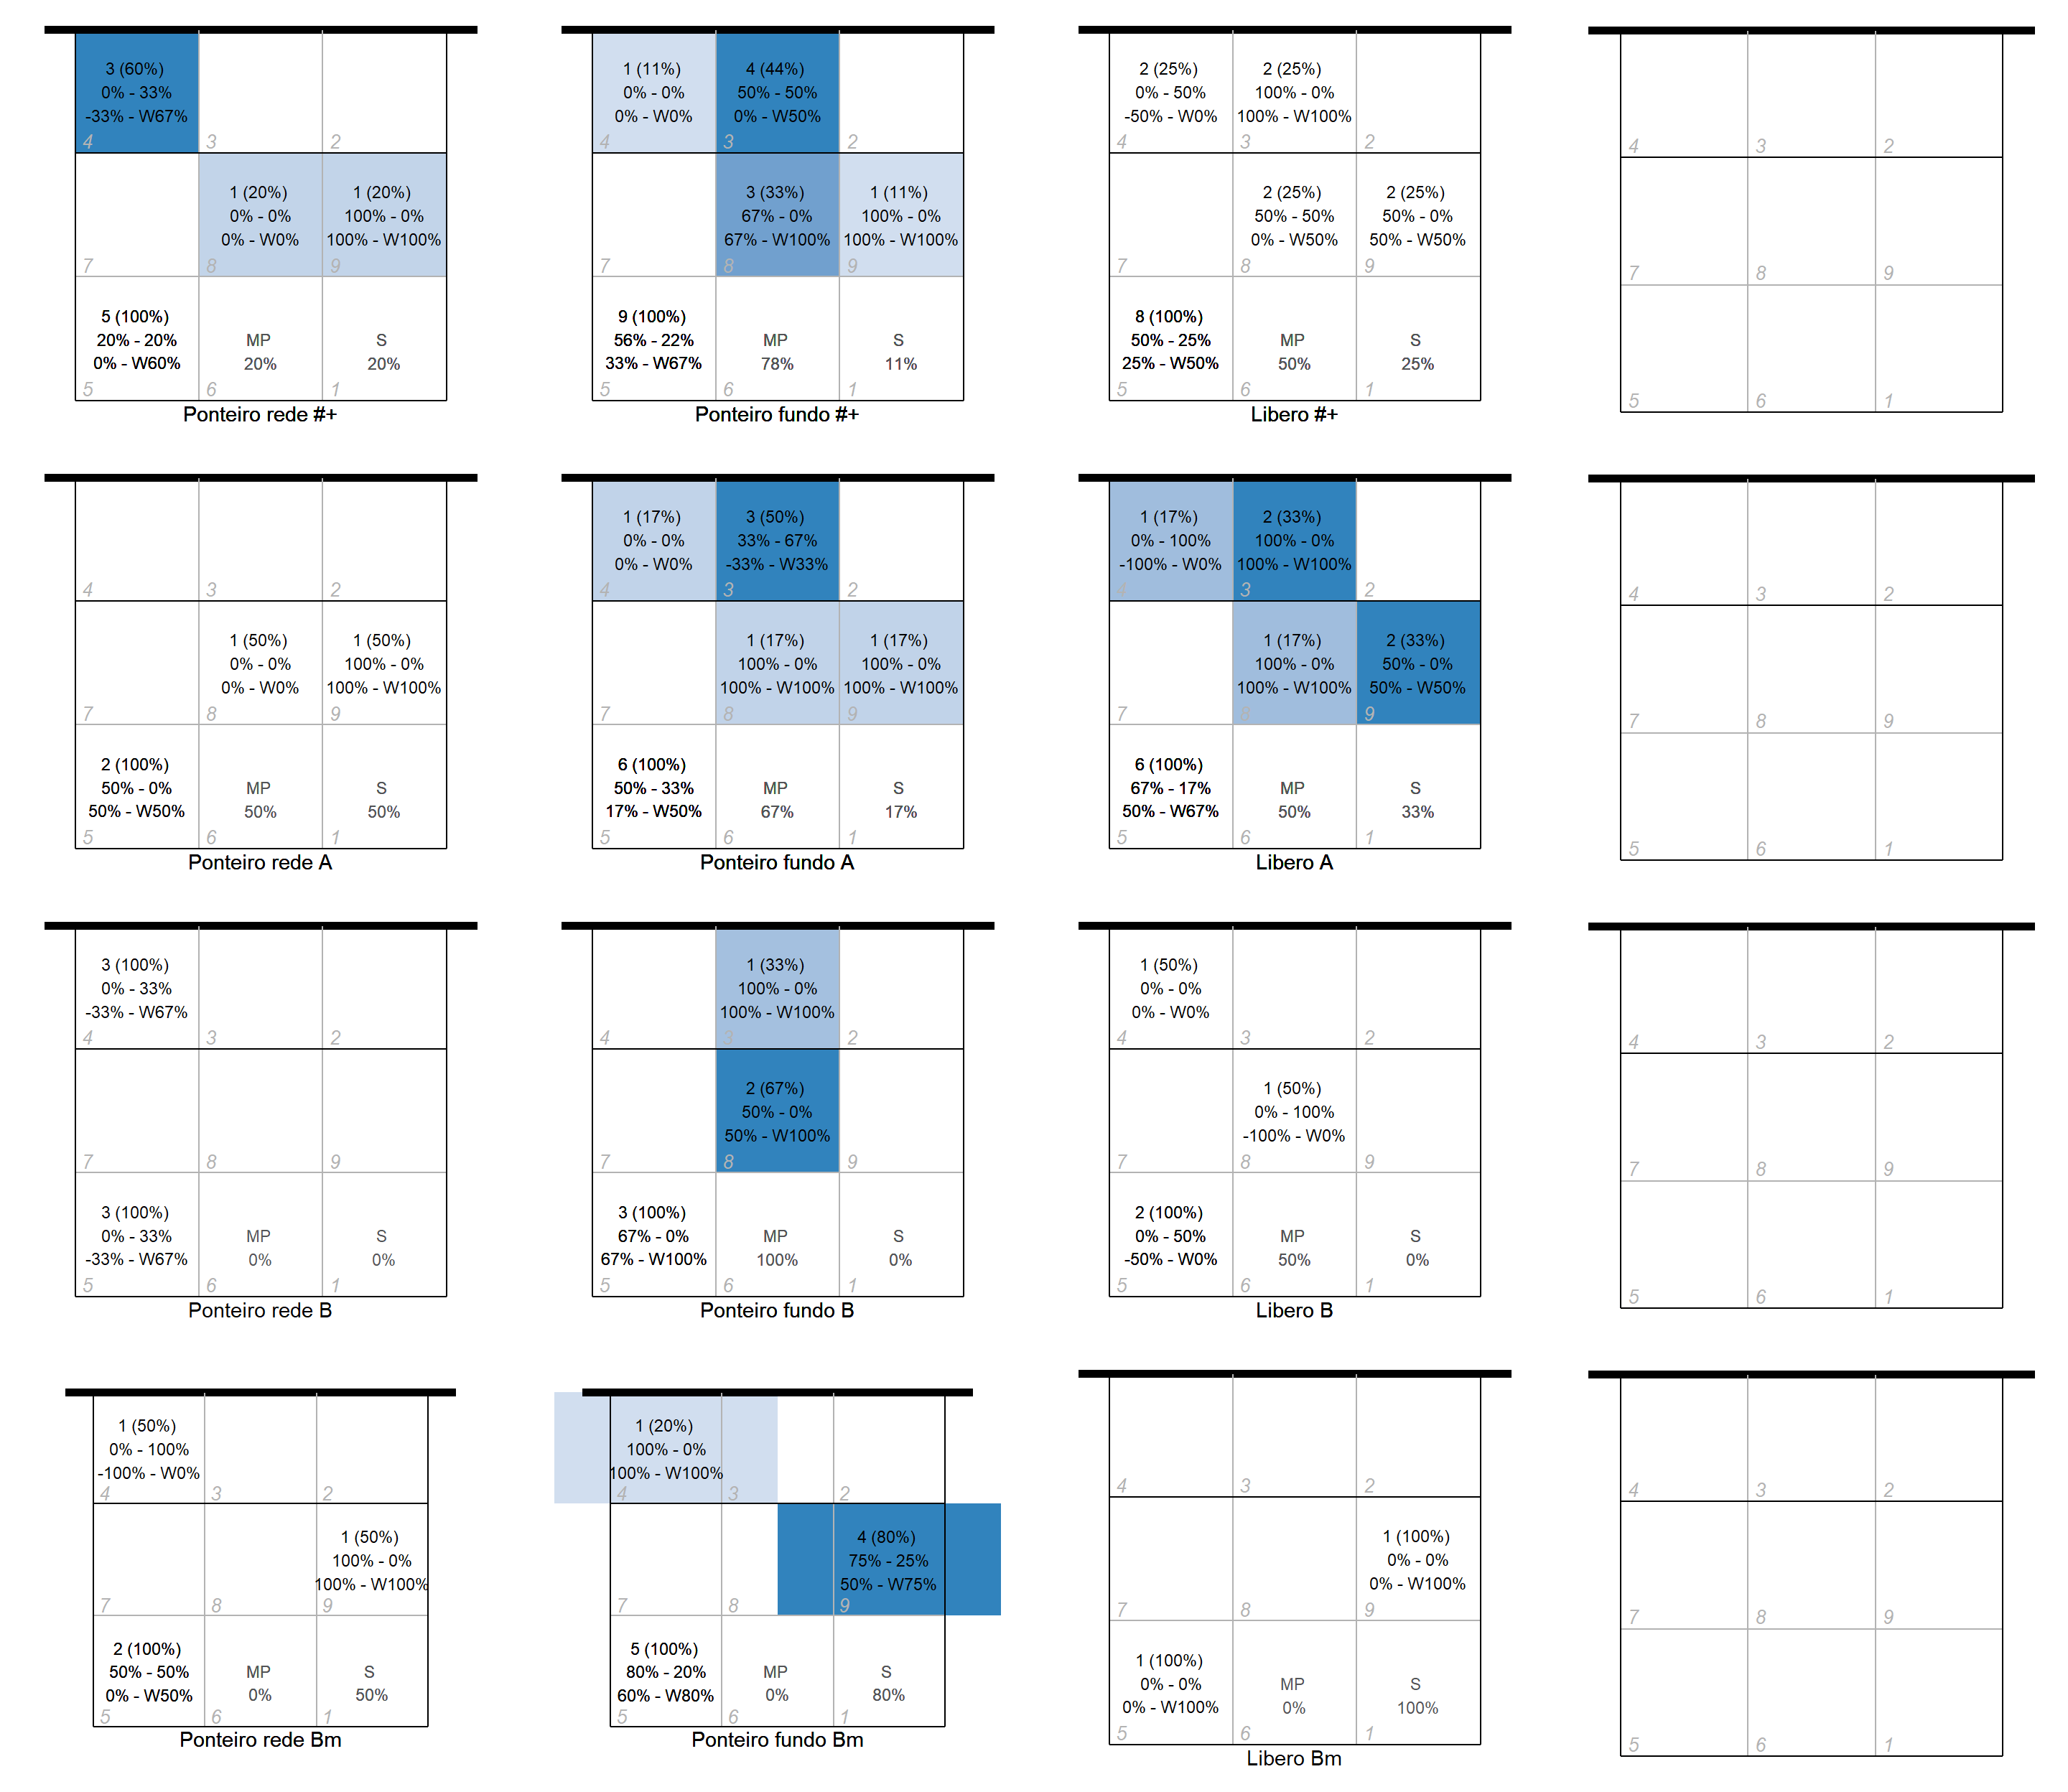 3 (60%)
0% - 33%
-33% - W67%
4
3
2
1 (20%)
0% - 0%
0% - W0%
1 (20%)
100% - 0%
100% - W100%
7
8
9
5 (100%)
20% - 20%
0% - W60%
MP
20%
S
20%
5
6
1
Ponteiro rede #+
1 (11%)
0% - 0%
0% - W0%
4 (44%)
50% - 50%
0% - W50%
4
3
2
3 (33%)
67% - 0%
67% - W100%
1 (11%)
100% - 0%
100% - W100%
7
8
9
9 (100%)
56% - 22%
33% - W67%
MP
78%
S
11%
5
6
1
Ponteiro fundo #+
2 (25%)
0% - 50%
-50% - W0%
2 (25%)
100% - 0%
100% - W100%
4
3
2
2 (25%)
50% - 50%
0% - W50%
2 (25%)
50% - 0%
50% - W50%
7
8
9
8 (100%)
50% - 25%
25% - W50%
MP
50%
S
25%
5
6
1
Libero #+
4
3
2
7
8
9
5
6
1
4
3
2
1 (50%)
0% - 0%
0% - W0%
1 (50%)
100% - 0%
100% - W100%
7
8
9
2 (100%)
50% - 0%
50% - W50%
MP
50%
S
50%
5
6
1
Ponteiro rede A
1 (17%)
0% - 0%
0% - W0%
3 (50%)
33% - 67%
-33% - W33%
4
3
2
1 (17%)
100% - 0%
100% - W100%
1 (17%)
100% - 0%
100% - W100%
7
8
9
6 (100%)
50% - 33%
17% - W50%
MP
67%
S
17%
5
6
1
Ponteiro fundo A
1 (17%)
0% - 100%
-100% - W0%
2 (33%)
100% - 0%
100% - W100%
4
3
2
1 (17%)
100% - 0%
100% - W100%
2 (33%)
50% - 0%
50% - W50%
7
8
9
6 (100%)
67% - 17%
50% - W67%
MP
50%
S
33%
5
6
1
Libero A
4
3
2
7
8
9
5
6
1
3 (100%)
0% - 33%
-33% - W67%
4
3
2
7
8
9
3 (100%)
0% - 33%
-33% - W67%
MP
0%
S
0%
5
6
1
Ponteiro rede B
1 (33%)
100% - 0%
100% - W100%
4
3
2
2 (67%)
50% - 0%
50% - W100%
7
8
9
3 (100%)
67% - 0%
67% - W100%
MP
100%
S
0%
5
6
1
Ponteiro fundo B
1 (50%)
0% - 0%
0% - W0%
4
3
2
1 (50%)
0% - 100%
-100% - W0%
7
8
9
2 (100%)
0% - 50%
-50% - W0%
MP
50%
S
0%
5
6
1
Libero B
4
3
2
7
8
9
5
6
1
1 (50%)
0% - 100%
-100% - W0%
4
3
2
1 (50%)
100% - 0%
100% - W100%
7
8
9
2 (100%)
50% - 50%
0% - W50%
MP
0%
S
50%
5
6
1
Ponteiro rede Bm
1 (20%)
100% - 0%
100% - W100%
4
3
2
4 (80%)
75% - 25%
50% - W75%
7
8
9
5 (100%)
80% - 20%
60% - W80%
MP
0%
S
80%
5
6
1
Ponteiro fundo Bm
4
3
2
1 (100%)
0% - 0%
0% - W100%
7
8
9
1 (100%)
0% - 0%
0% - W100%
MP
0%
S
100%
5
6
1
Libero Bm
4
3
2
7
8
9
5
6
1